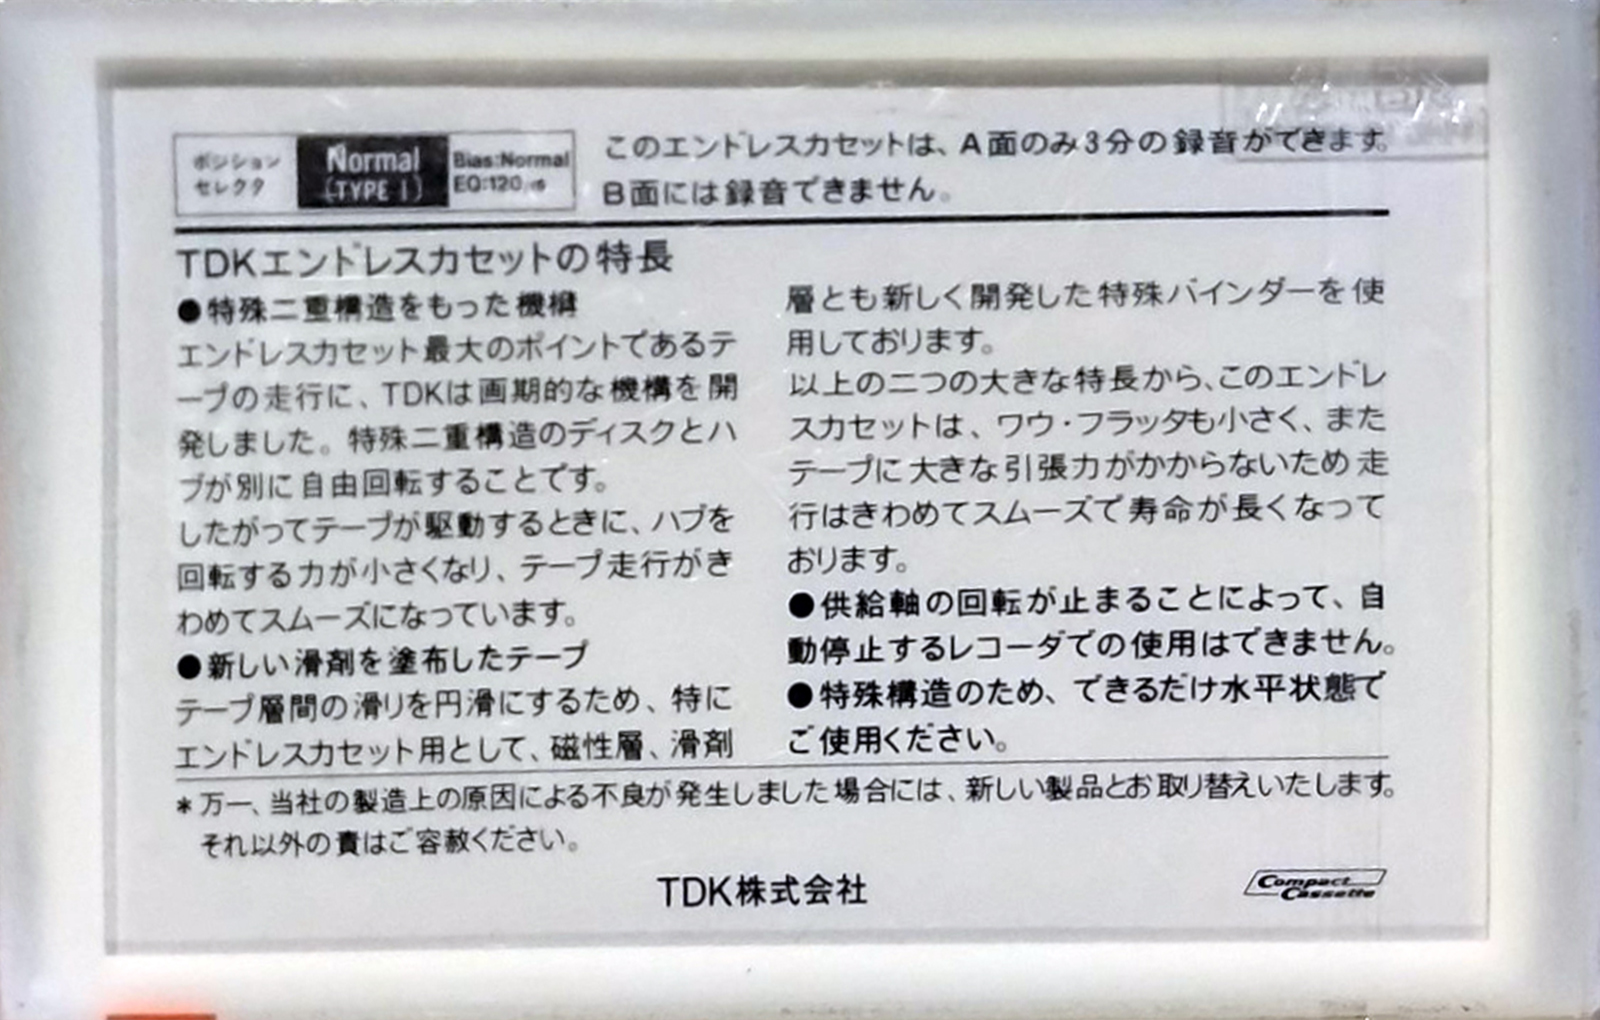 ポジション
セレクタ
Normal
(TYPE I)
Bias:Normal
EQ:120μs
このエンドレスカセットは、A面のみ3分の録音ができます。
B面には録音できません。
TDKエンドレスカセットの特長
●特殊二重構造をもった機構
エンドレスカセット最大のポイントであるテ
ープの走行に、TDKは画期的な機構を開
発しました。特殊二重構造のディスクとハ
ブが別に自由回転することです。
したがってテープが駆動するときに、ハブを
回転する力が小さくなり、テープ走行がき
わめてスムーズになっています。
●新しい滑剤を塗布したテープ
テープ層間の滑りを円滑にするため、特に
エンドレスカセット用として、磁性層、滑剤
層とも新しく開発した特殊バインダーを使
用しております。
以上の二つの大きな特長から、このエンドレ
スカセットは、ワウ・フラッタも小さく、また
テープに大きな引張力がかからないため走
行はきわめてスムーズで寿命が長くなって
おります。
●供給軸の回転が止まることによって、自
動停止するレコーダでの使用はできません。
●特殊構造のため、できるだけ水平状態で
ご使用ください。
*万一、当社の製造上の原因による不良が発生しました場合には、新しい製品とお取り替えいたします。
それ以外の責はご容赦ください。
TDK株式会社
Compact
Cassette